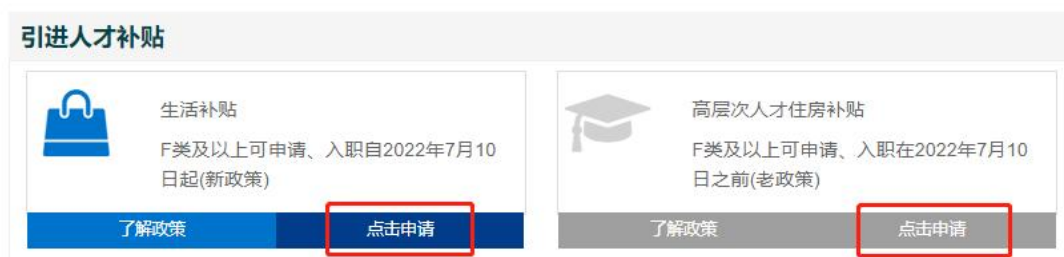 引进人才补贴
生活补贴
F类及以上可申请、入职自2022年7月10
日起(新政策)
了解政策
点击申请
高层次人才住房补贴
F类及以上可申请、入职在2022年7月10
日之前(老政策)
了解政策
点击申请